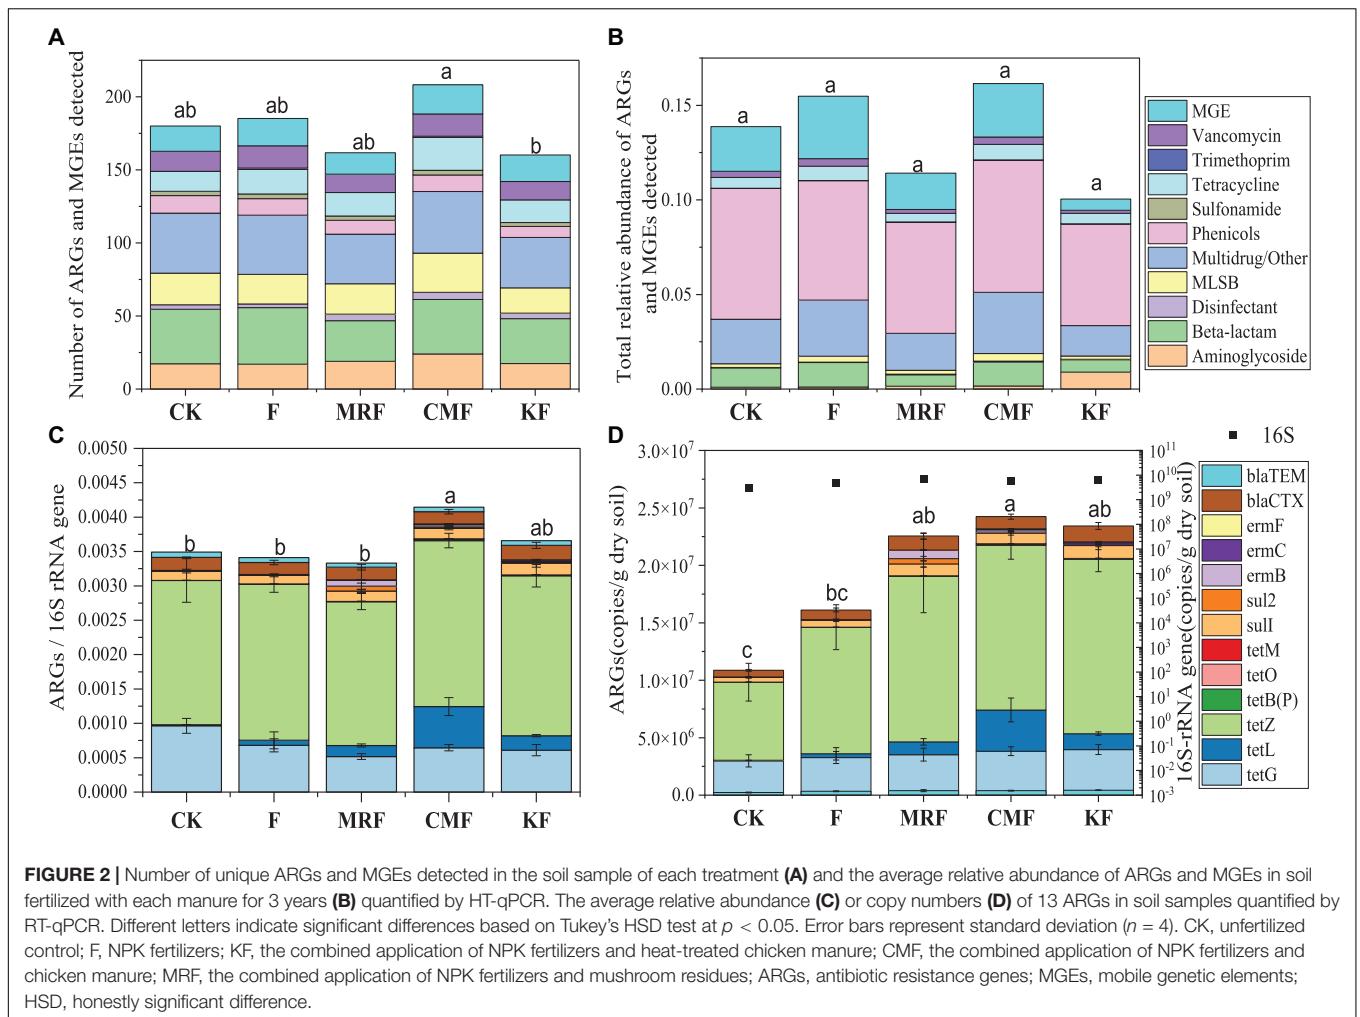 A
Number of ARGs and MGEs detected
200
150
100
50
0
ab
ab
ab
a
b
CK
F
MRF
CMF
KF
B
Total relative abundance of ARGs
and MGEs detected
0.15
0.10
0.05
0.00
a
a
a
a
a
CK
F
MRF
CMF
KF
MGE
Vancomycin
Trimethoprim
Tetracycline
Sulfonamide
Phenicols
Multidrug/Other
MLSB
Disinfectant
Beta-lactam
Aminoglycoside
C
ARGs / 16S rRNA gene
0.0050
0.0045
0.0040
0.0035
0.0030
0.0025
0.0020
0.0015
0.0010
0.0005
0.0000
b
b
b
a
ab
CK
F
MRF
CMF
KF
D
ARGs(copies/g dry soil)
3.0×10⁷
2.5×10⁷
2.0×10⁷
1.5×10⁷
1.0×10⁷
5.0×10⁶
0.0
c
bc
ab
a
ab
CK
F
MRF
CMF
KF
10¹¹
10¹⁰
10⁹
10⁸
10⁷
10⁶
10⁵
10⁴
10³
10²
10¹
10⁰
10⁻¹
10⁻²
10⁻³
16S-rRNA gene(copies/g dry soil)
16S
blaTEM
blaCTX
ermF
ermC
ermB
sul2
sulI
tetM
tetO
tetB(P)
tetZ
tetL
tetG
FIGURE 2 | Number of unique ARGs and MGEs detected in the soil sample of each treatment (A) and the average relative abundance of ARGs and MGEs in soil
fertilized with each manure for 3 years (B) quantified by HT-qPCR. The average relative abundance (C) or copy numbers (D) of 13 ARGs in soil samples quantified by
RT-qPCR. Different letters indicate significant differences based on Tukey's HSD test at p < 0.05. Error bars represent standard deviation (n = 4). CK, unfertilized
control; F, NPK fertilizers; KF, the combined application of NPK fertilizers and heat-treated chicken manure; CMF, the combined application of NPK fertilizers and
chicken manure; MRF, the combined application of NPK fertilizers and mushroom residues; ARGs, antibiotic resistance genes; MGEs, mobile genetic elements;
HSD, honestly significant difference.